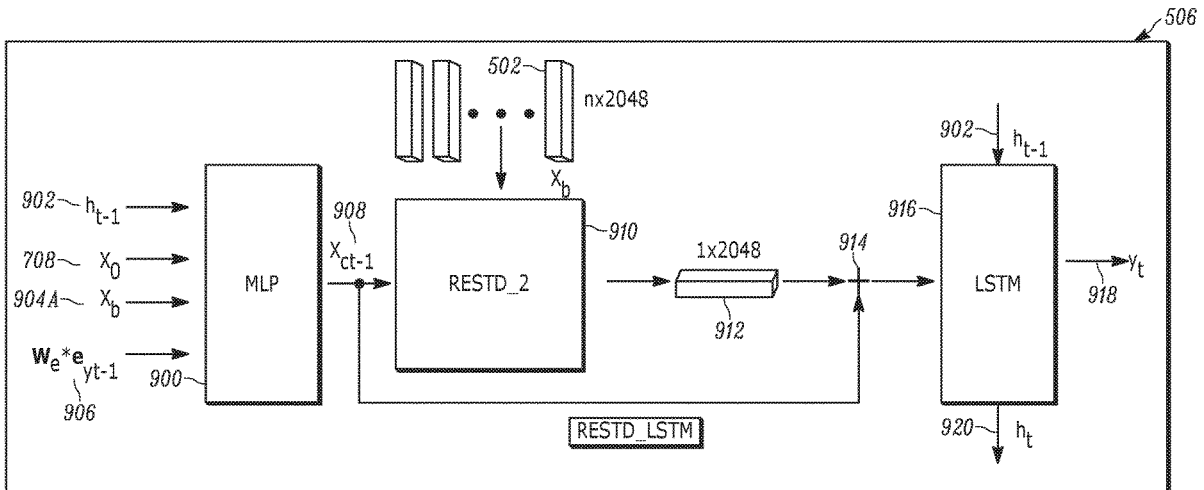 506
502
nx2048
X_b
902
h_t-1
902 h_t-1
708 X_0
904A X_b
W_e*e_yt-1
906
MLP
900
908
X_ct-1
RESTD_2
910
1x2048
912
914
916
LSTM
y_t
918
920
h_t
RESTD_LSTM